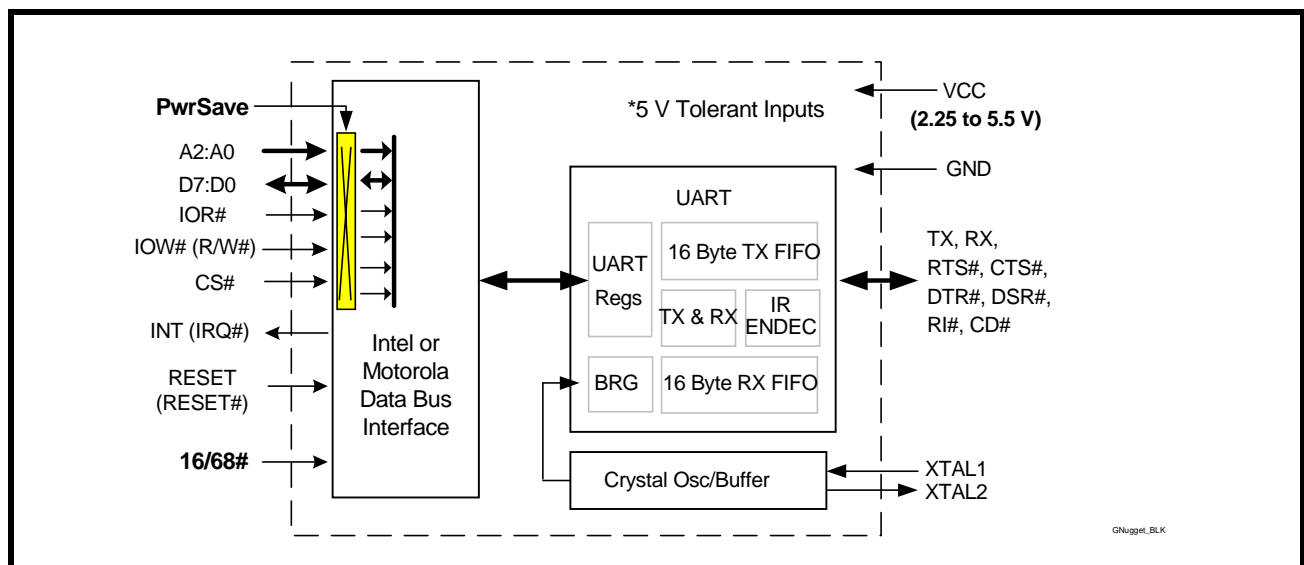 PwrSave
A2:A0
D7:D0
IOR#
IOW# (R/W#)
CS#
INT (IRQ#)
RESET
(RESET#)
16/68#
Intel or
Motorola
Data Bus
Interface
*5 V Tolerant Inputs
UART
UART
Regs
16 Byte TX FIFO
TX & RX
IR
ENDEC
BRG
16 Byte RX FIFO
Crystal Osc/Buffer
VCC
(2.25 to 5.5 V)
GND
TX, RX,
RTS#, CTS#,
DTR#, DSR#,
RI#, CD#
XTAL1
XTAL2
GNugget_BLK